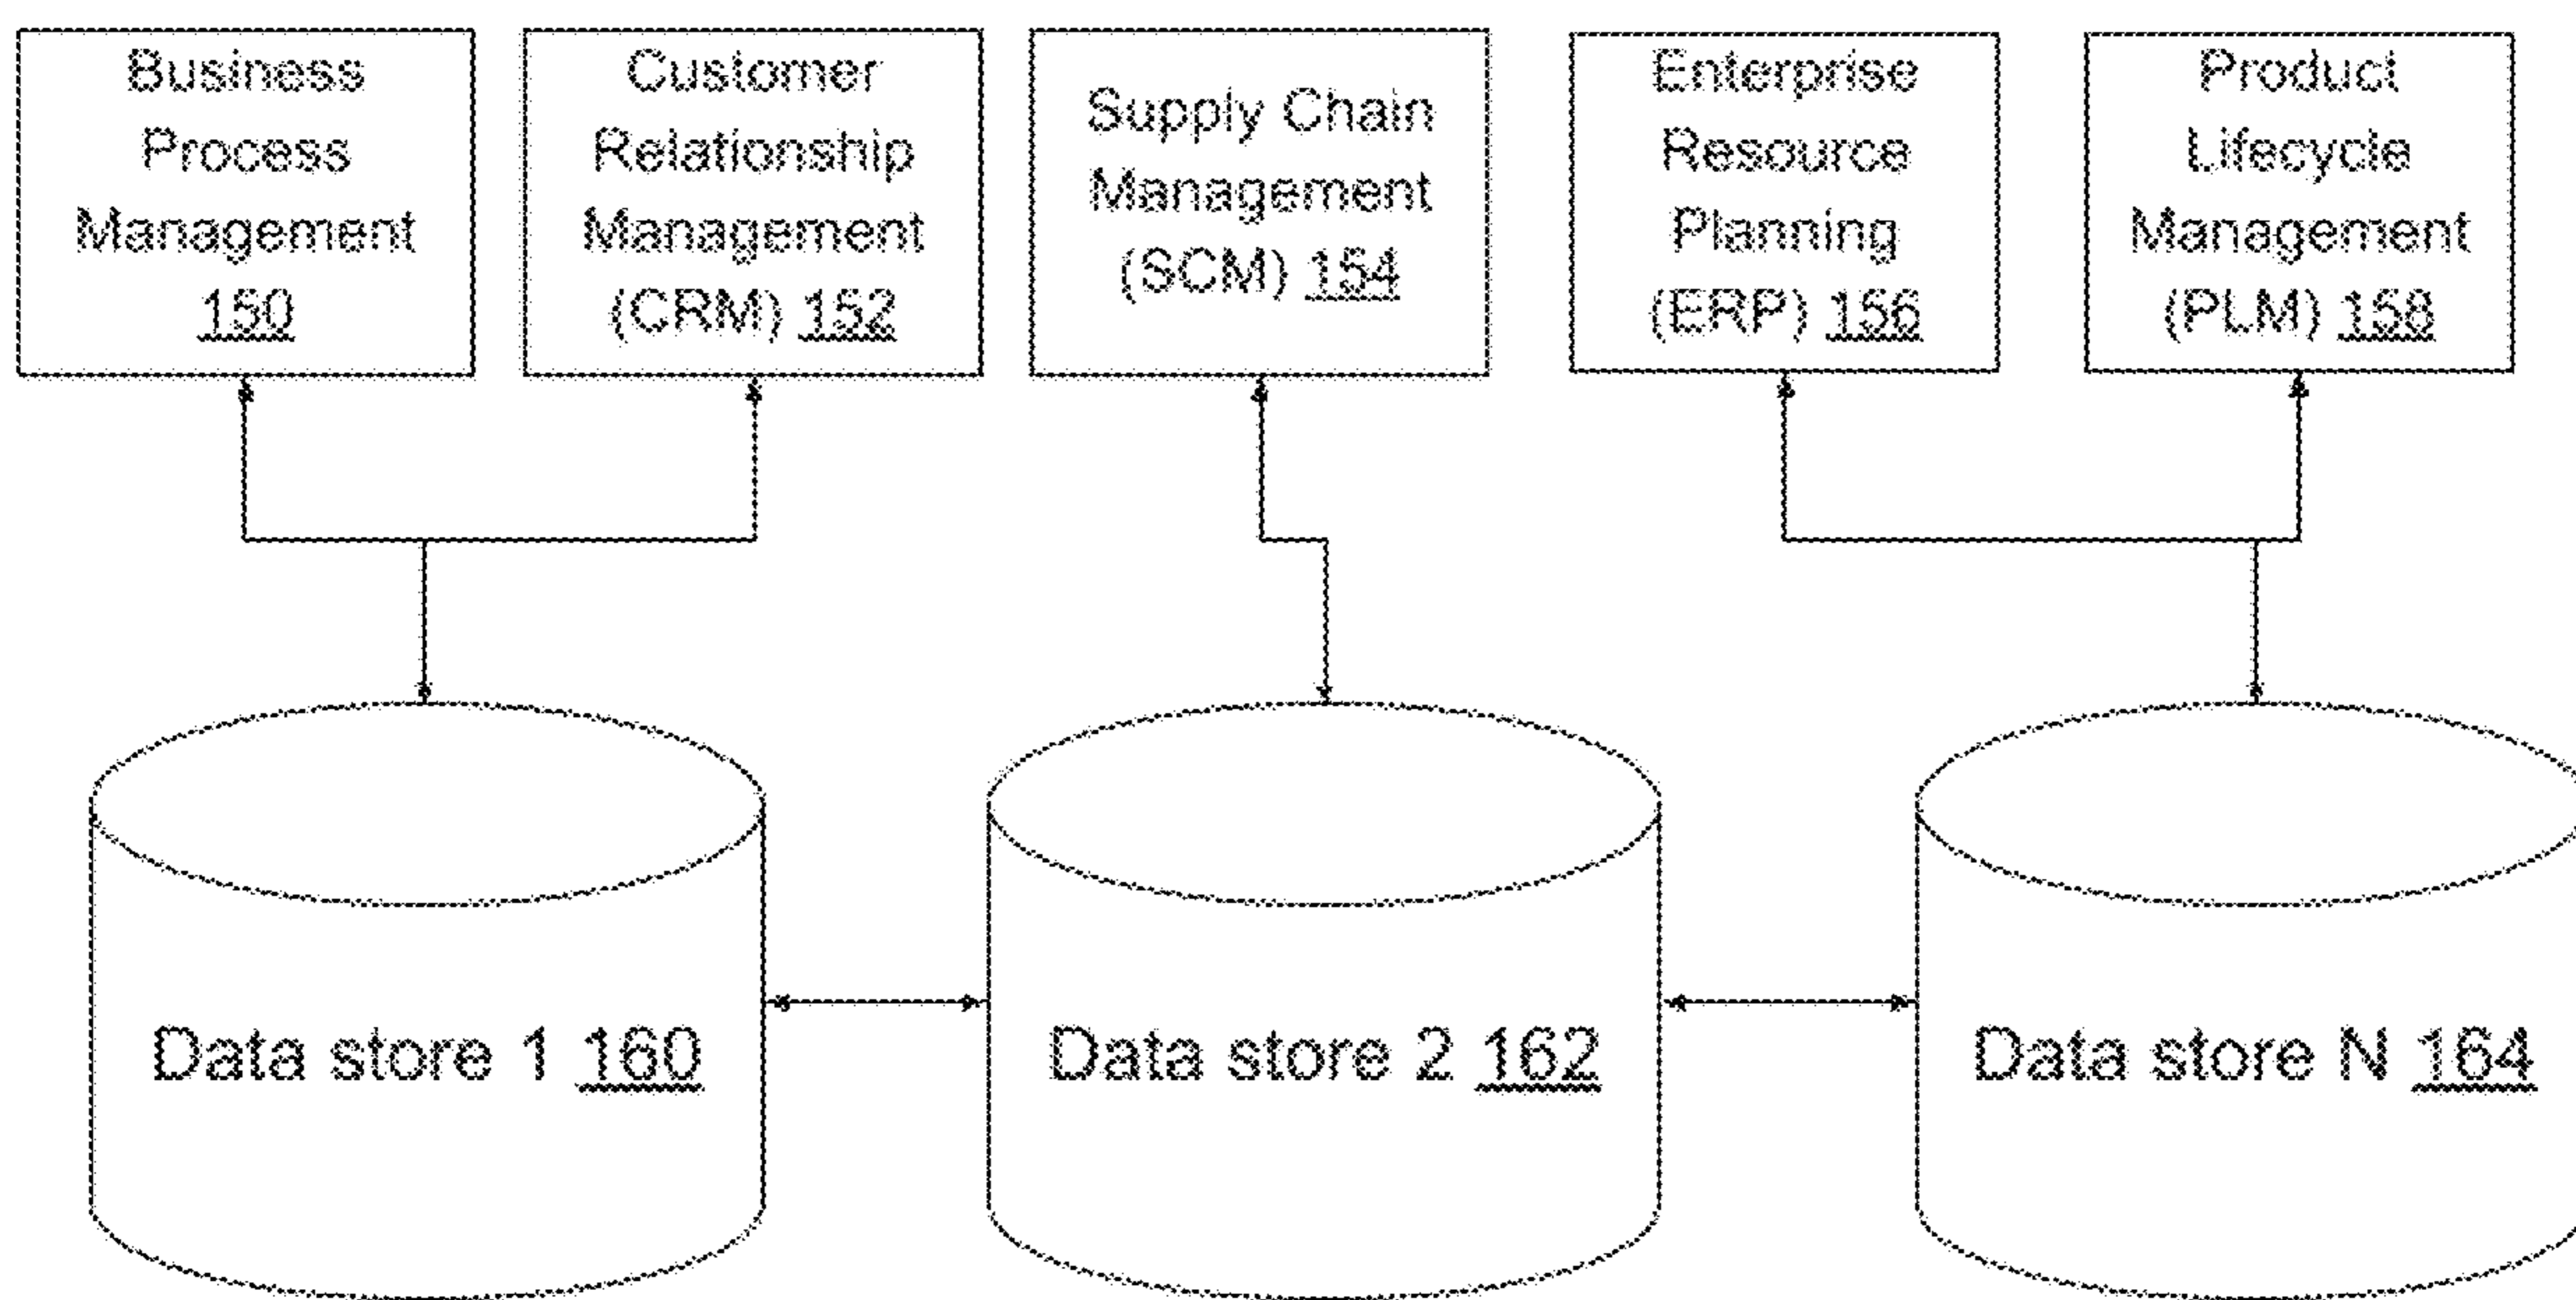 Business
Process
Management
150
Customer
Relationship
Management
(CRM) 152
Supply Chain
Management
(SCM) 154
Enterprise
Resource
Planning
(ERP) 156
Product
Lifecycle
Management
(PLM) 158
Data store 1 160
Data store 2 162
Data store N 164